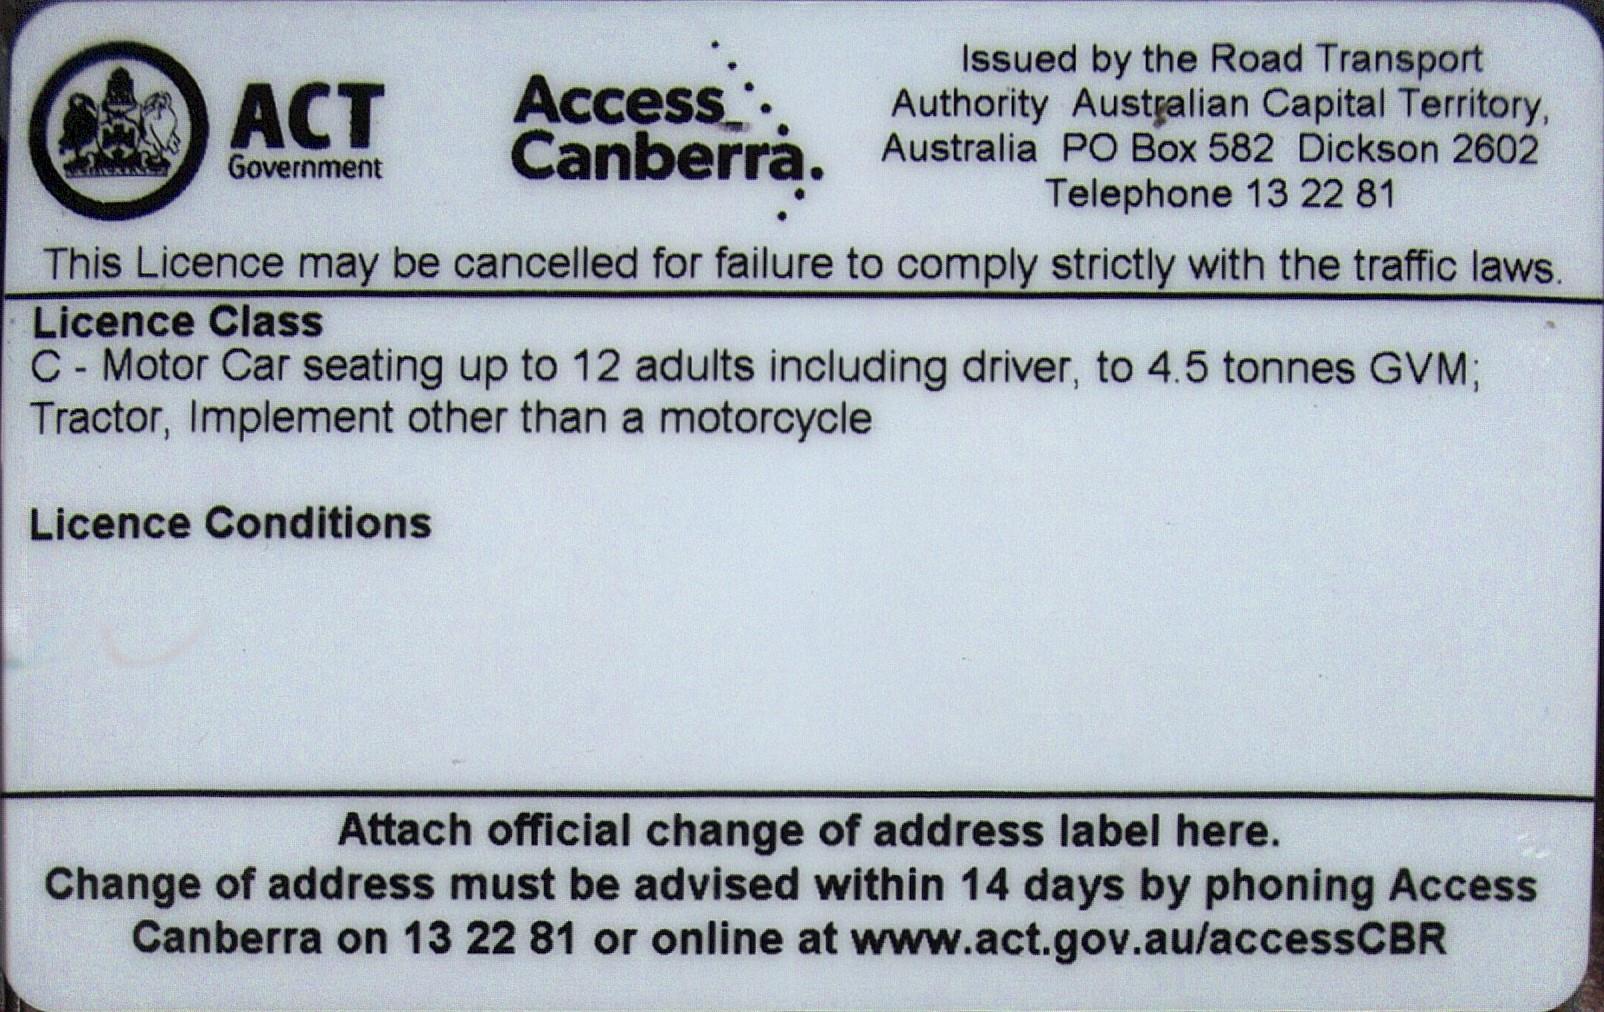 ACT
Government
Access
Canberra.
Issued by the Road Transport
Authority Australian Capital Territory,
Australia PO Box 582 Dickson 2602
Telephone 13 22 81
This Licence may be cancelled for failure to comply strictly with the traffic laws.
Licence Class
C - Motor Car seating up to 12 adults including driver, to 4.5 tonnes GVM;
Tractor, Implement other than a motorcycle
Licence Conditions
Attach official change of address label here.
Change of address must be advised within 14 days by phoning Access
Canberra on 13 22 81 or online at www.act.gov.au/accessCBR